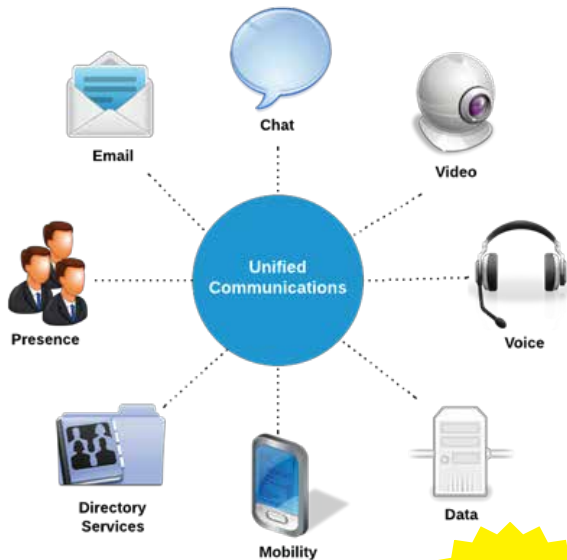 Chat
Email
Video
Unified
Communications
Presence
Voice
Directory
Services
Data
Mobility